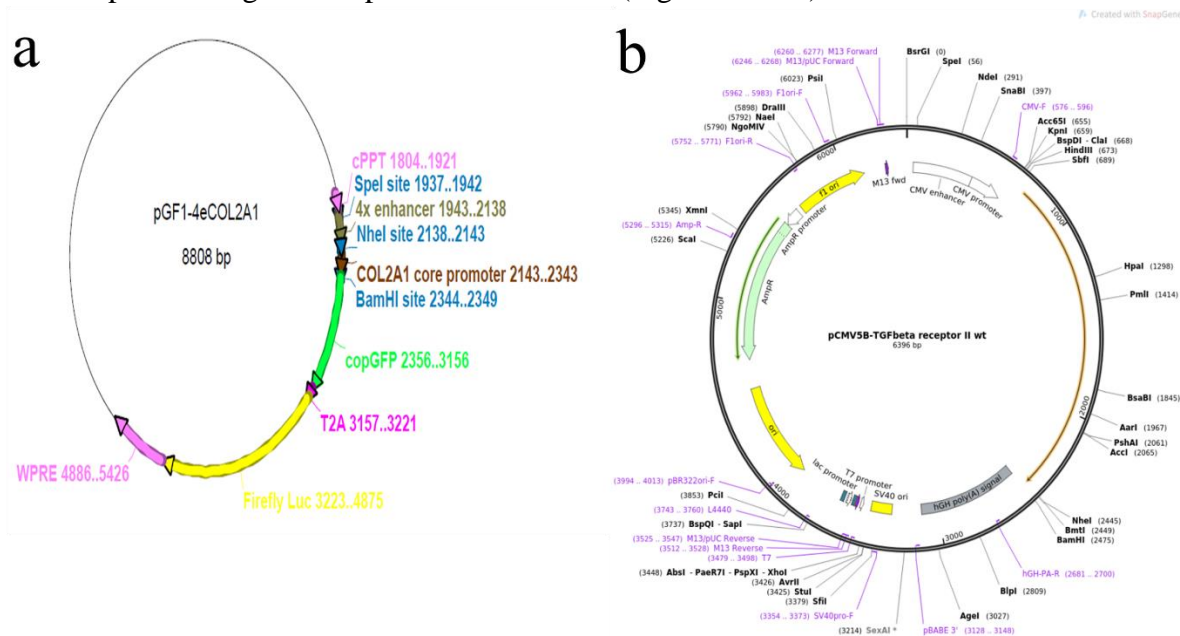 Created with SnapGene
a
pGF1-4eCOL2A1
8808 bp
cPPT 1804..1921
SpeI site 1937..1942
4x enhancer 1943..2138
NheI site 2138..2143
COL2A1 core promoter 2143..2343
BamHI site 2344..2349
copGFP 2356..3156
T2A 3157..3221
Firefly Luc 3223..4875
WPRE 4886..5426
b
(6260 .. 6277) M13 Forward
(6246 .. 6268) M13/pUC Forward
(6023) PsiI
(5962 .. 5983) F1ori-F
(5898) DraIII
(5792) NaeI
(5790) NgoMIV
(5752 .. 5771) F1ori-R
(5345) XmnI
(5296 .. 5315) Amp-R
(5226) ScaI
BsrGI (0)
SpeI (56)
NdeI (291)
SnaBI (397)
CMV-F (576 .. 596)
Acc65I (655)
KpnI (659)
BspDI - ClaI (668)
HindIII (673)
SbfI (689)
HpaI (1298)
PmlI (1414)
BsaBI (1845)
AarI (1967)
PshAI (2061)
AccI (2065)
NheI (2445)
BmtI (2449)
BamHI (2475)
hGH-PA-R (2681 .. 2700)
BlpI (2809)
AgeI (3027)
pBABE 3' (3128 .. 3148)
(3214) SexAI *
(3354 .. 3373) SV40pro-F
(3379) SfiI
(3425) StuI
(3426) AvrII
(3448) AbsI - PaeR7I - PspXI - XhoI
(3479 .. 3498) T7
(3512 .. 3528) M13 Reverse
(3525 .. 3547) M13/pUC Reverse
(3737) BspQI - SapI
(3743 .. 3760) L4440
(3853) PciI
(3994 .. 4013) pBR322ori-F
6000
1000
2000
3000
4000
5000
M13 fwd
f1 ori
AmpR promoter
AmpR
CMV enhancer
CMV promoter
pCMV5B-TGFbeta receptor II wt
6396 bp
ori
lac promoter
T7 promoter
SV40 ori
hGH poly(A) signal